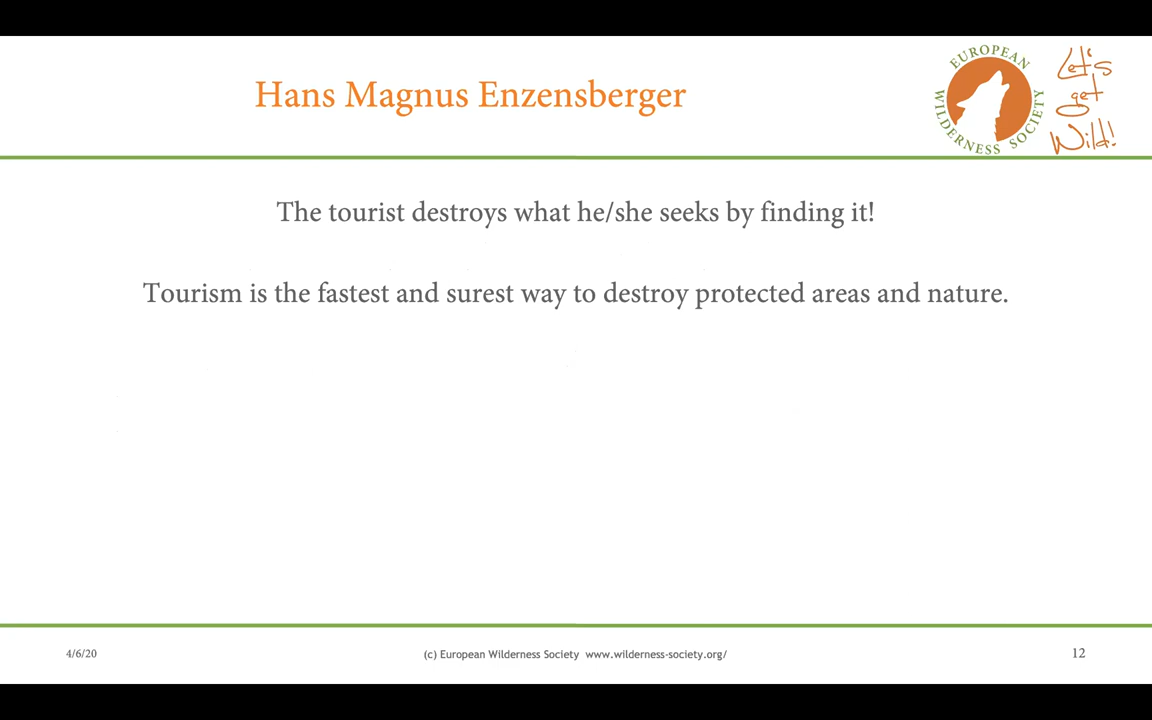 Hans Magnus Enzensberger
EUROPEAN WILDERNESS SOCIETY
Let's
get
Wild!
The tourist destroys what he/she seeks by finding it!
Tourism is the fastest and surest way to destroy protected areas and nature.
4/6/20
(c) European Wilderness Society www.wilderness-society.org/
12